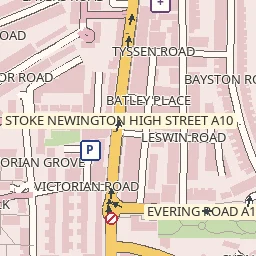 TYSSEN ROAD
OR ROAD
BAYSTON ROAD
BATLEY PLACE
STOKE NEWINGTON HIGH STREET A10
LESWIN ROAD
P
ORIAN GROVE
VICTORIAN ROAD
EVERING ROAD A1